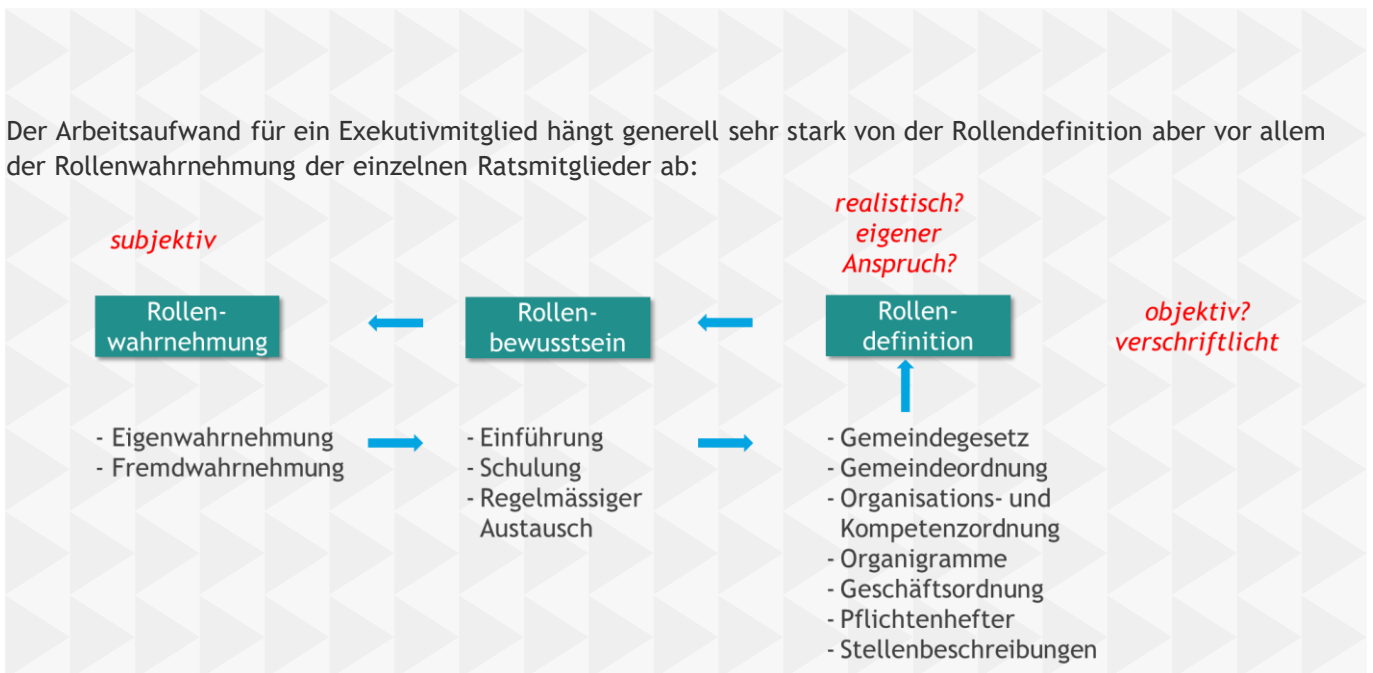 Der Arbeitsaufwand für ein Exekutivmitglied hängt generell sehr stark von der Rollendefinition aber vor allem
der Rollenwahrnehmung der einzelnen Ratsmitglieder ab:
subjektiv
realistisch?
eigener
Anspruch?
Rollen-
wahrnehmung
Rollen-
bewusstsein
Rollen-
definition
objektiv?
verschriftlicht
- Eigenwahrnehmung
- Fremdwahrnehmung
- Einführung
- Schulung
- Regelmässiger
Austausch
- Gemeindegesetz
- Gemeindeordnung
- Organisations- und
Kompetenzordnung
- Organigramme
- Geschäftsordnung
- Pflichtenhefter
- Stellenbeschreibungen